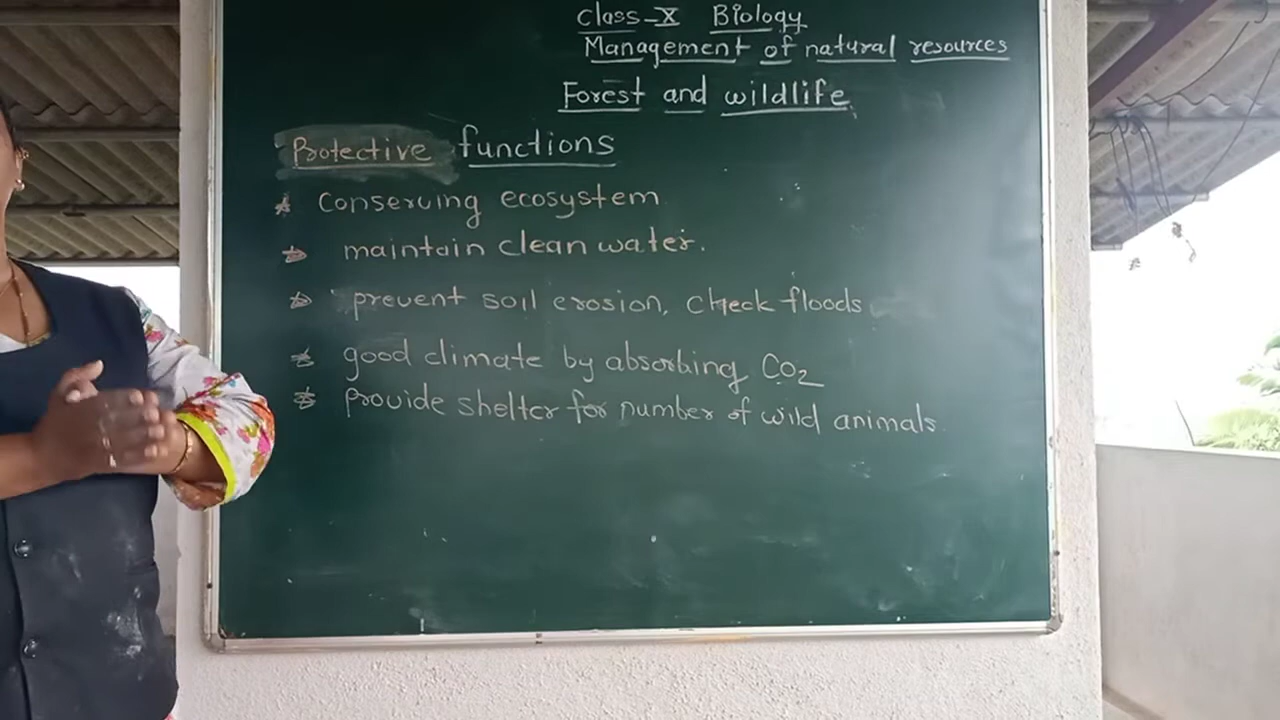 Class-X Biology
Management of natural resources
Forest and wildlife
Protective functions
conserving ecosystem
maintain clean water.
prevent soil erosion, check floods
good climate by absorbing CO2
provide shelter for number of wild animals.